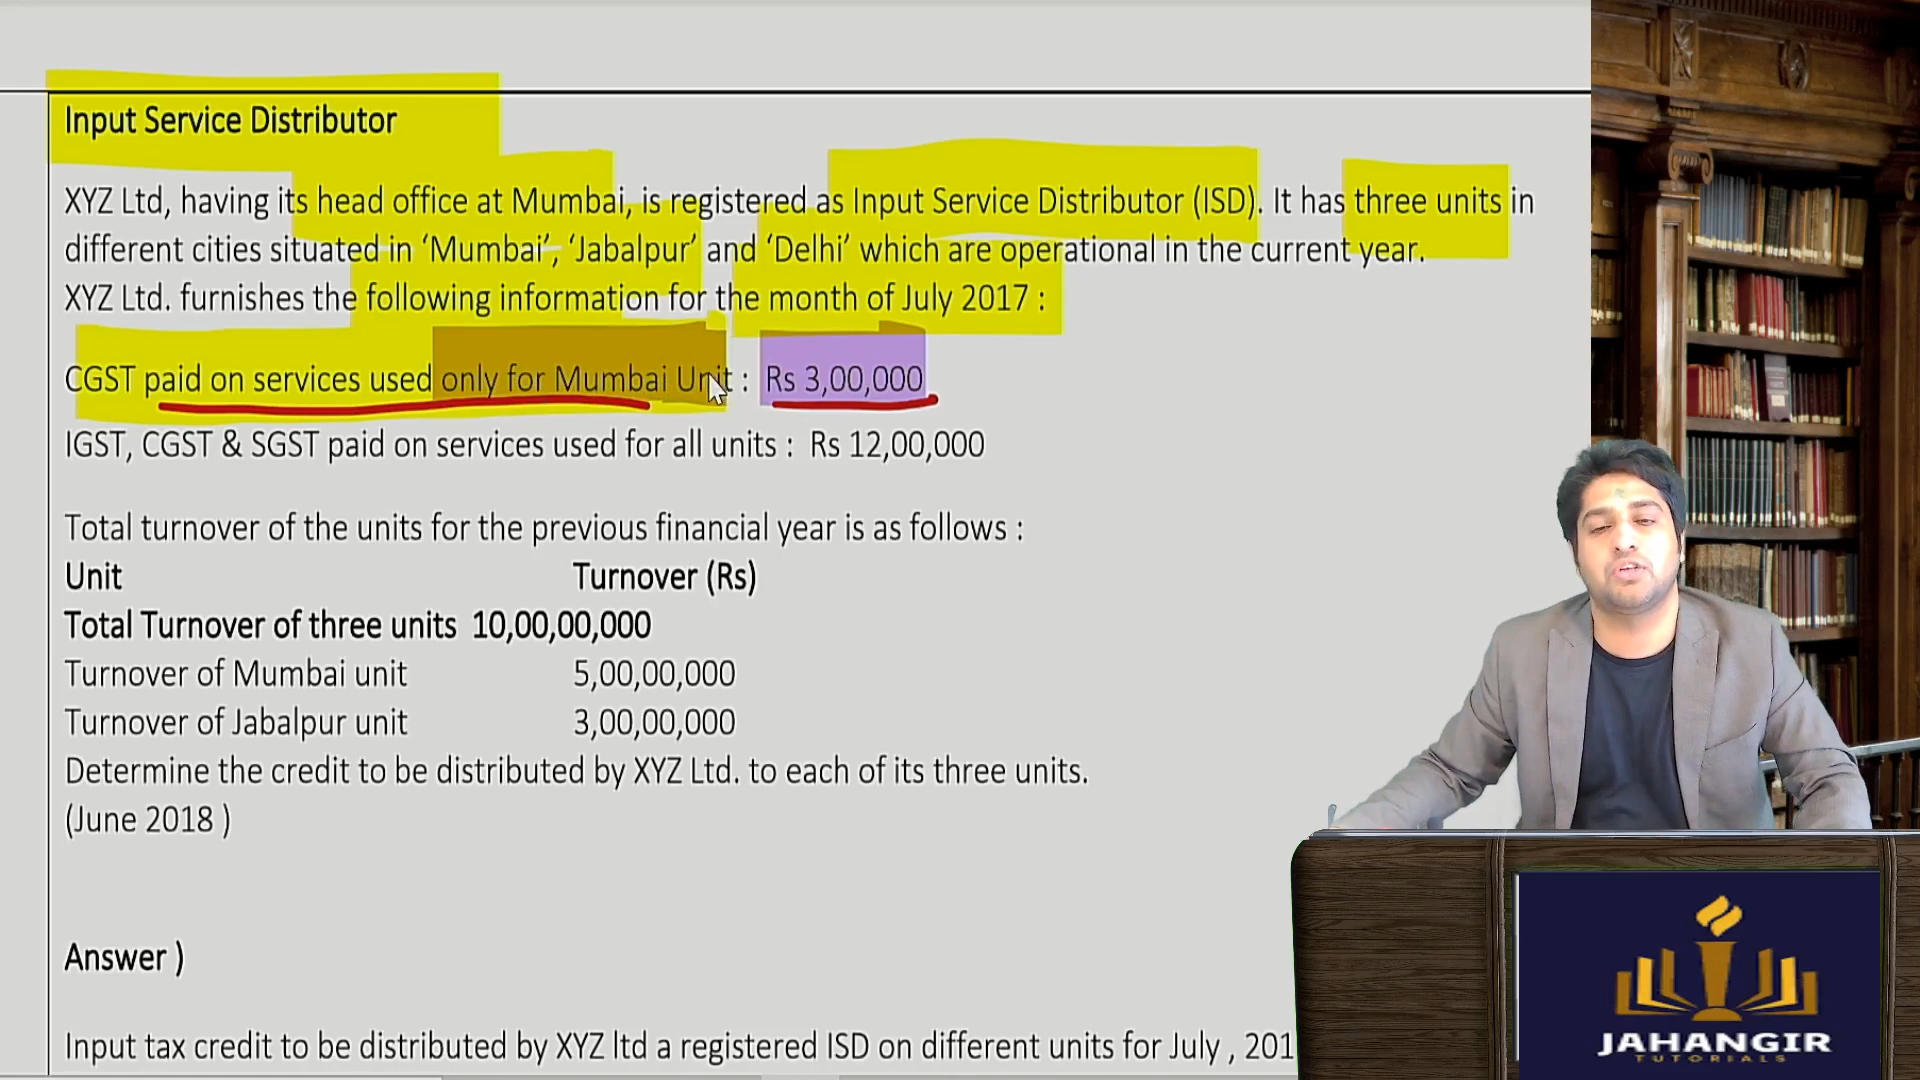 Input Service Distributor
XYZ Ltd, having its head office at Mumbai, is registered as Input Service Distributor (ISD). It has three units in
different cities situated in ‘Mumbai’, ‘Jabalpur’ and ‘Delhi’ which are operational in the current year.
XYZ Ltd. furnishes the following information for the month of July 2017 :
CGST paid on services used only for Mumbai Unit : Rs 3,00,000
IGST, CGST & SGST paid on services used for all units : Rs 12,00,000
Total turnover of the units for the previous financial year is as follows :
Unit Turnover (Rs)
Total Turnover of three units 10,00,00,000
Turnover of Mumbai unit 5,00,00,000
Turnover of Jabalpur unit 3,00,00,000
Determine the credit to be distributed by XYZ Ltd. to each of its three units.
(June 2018 )
Answer )
Input tax credit to be distributed by XYZ ltd a registered ISD on different units for July , 201
JAHANGIR
TUTORIALS